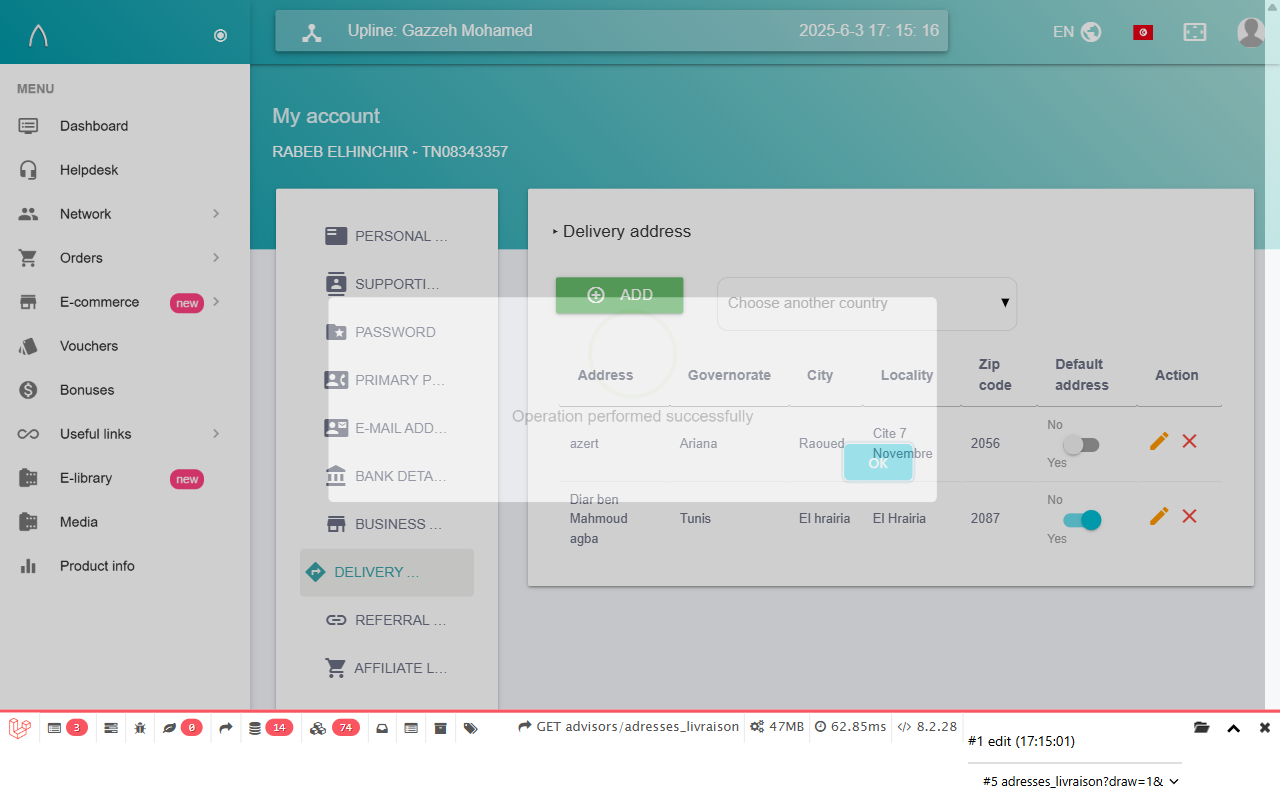 Upline: Gazzeh Mohamed
2025-6-3 17: 15: 16
EN
MENU
Dashboard
Helpdesk
Network
Orders
E-commerce new
Vouchers
Bonuses
Useful links
E-library new
Media
Product info
My account
RABEB ELHINCHIR - TN08343357
PERSONAL ...
SUPPORTI...
PASSWORD
PRIMARY P...
E-MAIL ADD...
BANK DETA...
BUSINESS ...
DELIVERY ...
REFERRAL ...
AFFILIATE L...
Delivery address
ADD
Choose another country
Address Governorate City Locality Zip code Default address Action
azert Ariana Raoued Cite 7 Novembre 2056 No Yes
Diar ben Mahmoud agba Tunis El hrairia El Hrairia 2087 No Yes
Operation performed successfully
OK
3 0 14 74 GET advisors/adresses_livraison 47MB 62.85ms 8.2.28
#1 edit (17:15:01)
#5 adresses_livraison?draw=1&